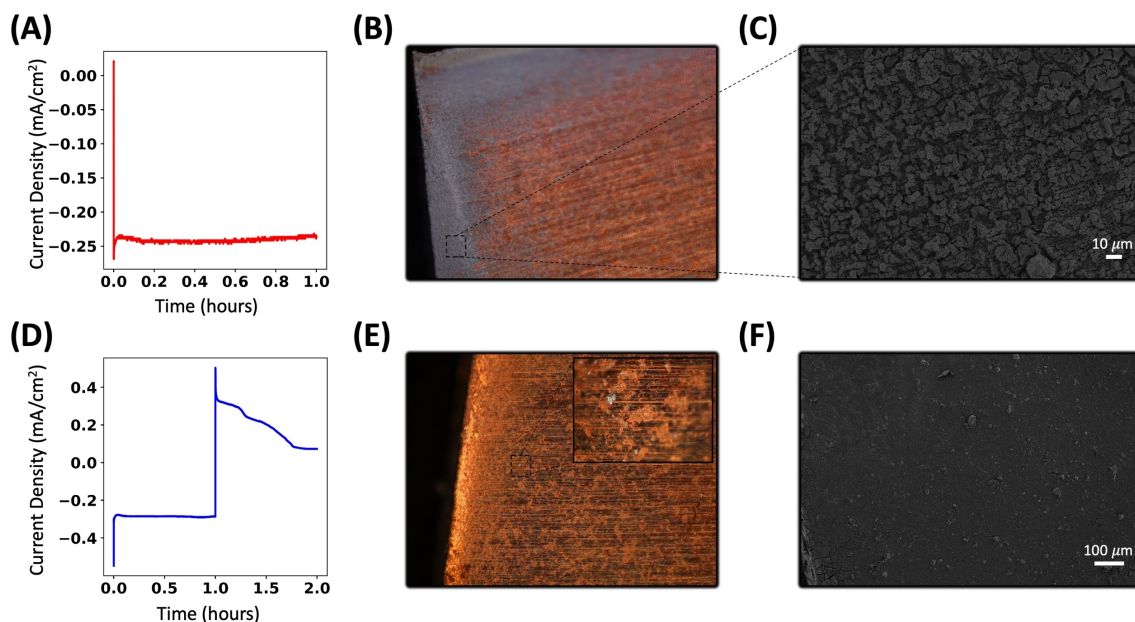 (A)
Current Density (mA/cm²)
0.00
−0.05
−0.10
−0.15
−0.20
−0.25
0.0 0.2 0.4 0.6 0.8 1.0
Time (hours)
(B)
(C)
10 μm
(D)
Current Density (mA/cm²)
0.4
0.2
0.0
−0.2
−0.4
0.0 0.5 1.0 1.5 2.0
Time (hours)
(E)
(F)
100 μm